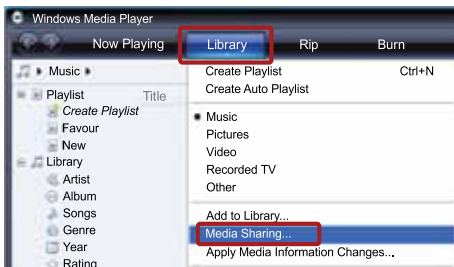 Windows Media Player
Now Playing Library Rip Burn
Music
Playlist Title
Create Playlist
Favour
New
Library
Artist
Album
Songs
Genre
Year
Rating
Create Playlist Ctrl+N
Create Auto Playlist
Music
Pictures
Video
Recorded TV
Other
Add to Library...
Media Sharing...
Apply Media Information Changes...